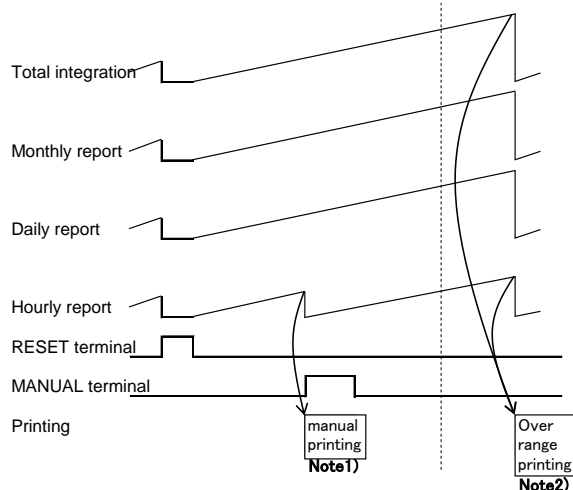 Total integration
Monthly report
Daily report
Hourly report
RESET terminal
MANUAL terminal
Printing
manual
printing
Note1)
Over
range
printing
Note2)